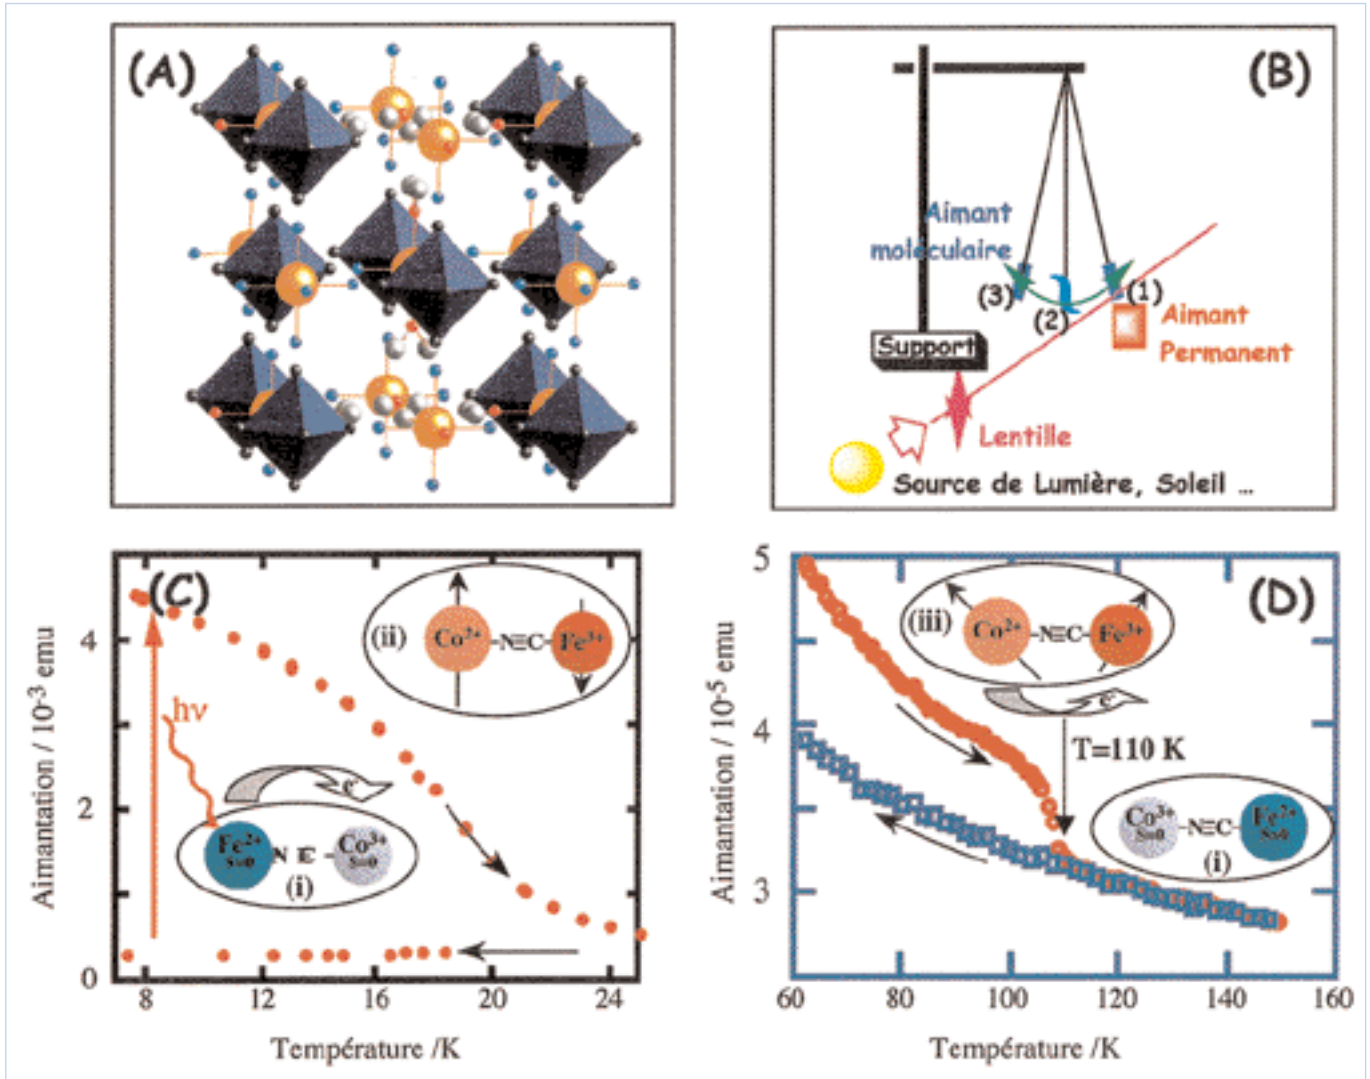 (A)
(B)
Aimant
moléculaire
(3)
(2)
(1)
Aimant
Permanent
Support
Lentille
Source de Lumière, Soleil ...
(C)
4
2
0
8
12
16
20
24
Aimantation / 10⁻³ emu
Température /K
hν
(ii)
Co²⁺
-N≡C-
Fe³⁺
e⁻
Fe²⁺
S=0
N
Co³⁺
S=0
(i)
(D)
5
4
3
60
80
100
120
140
160
Aimantation / 10⁻⁵ emu
Température /K
(iii)
Co²⁺
-N≡C-
Fe³⁺
e⁻
T=110 K
Co³⁺
S=0
-N≡C-
Fe²⁺
S=0
(i)